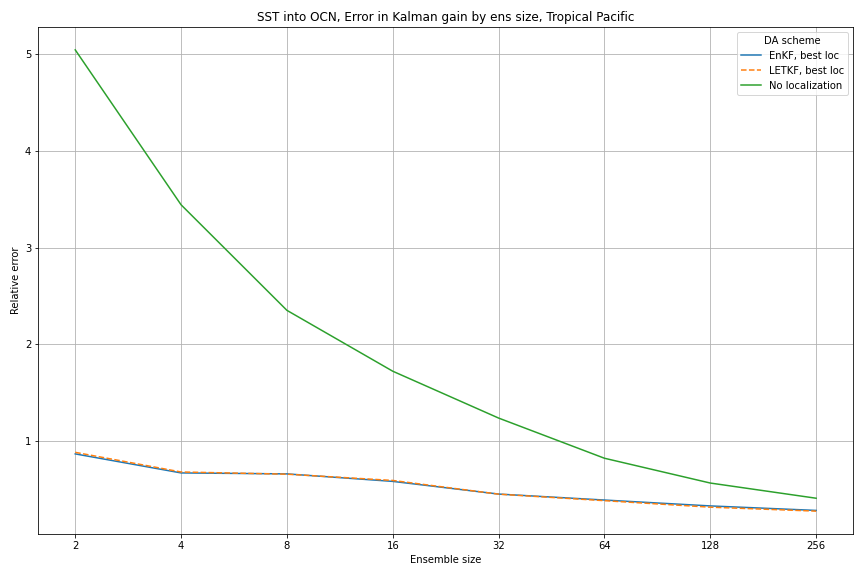 SST into OCN, Error in Kalman gain by ens size, Tropical Pacific
DA scheme
EnKF, best loc
LETKF, best loc
No localization
5
4
3
2
1
Relative error
2 4 8 16 32 64 128 256
Ensemble size